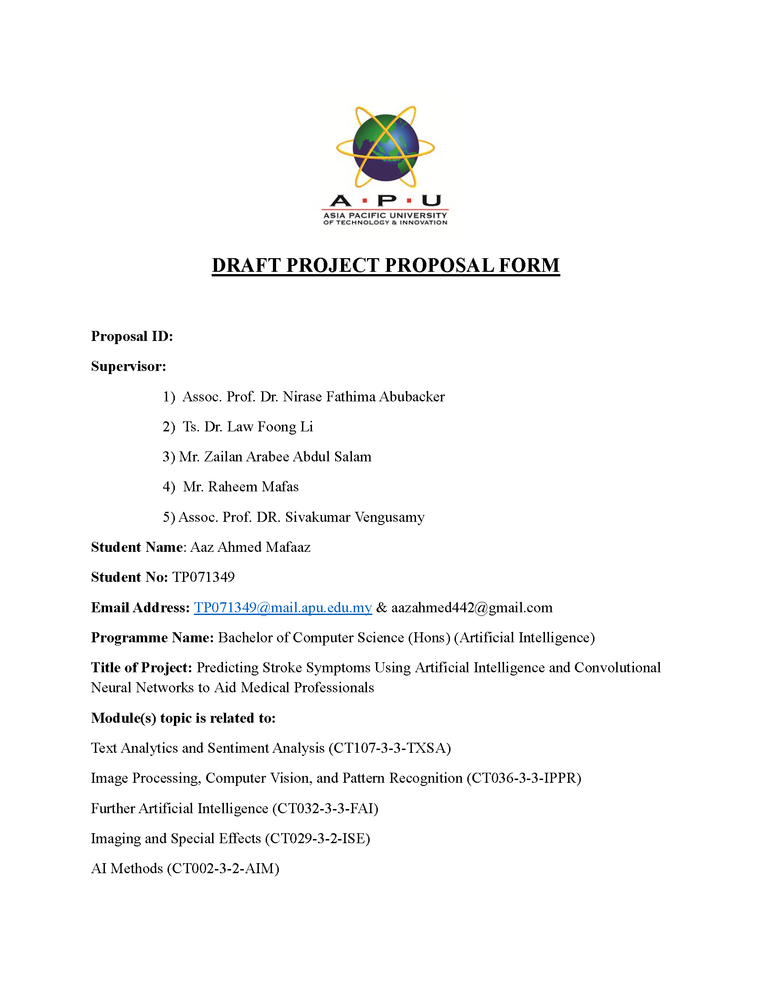 A·P·U
ASIA PACIFIC UNIVERSITY
OF TECHNOLOGY & INNOVATION
DRAFT PROJECT PROPOSAL FORM
Proposal ID:
Supervisor:
1) Assoc. Prof. Dr. Nirase Fathima Abubacker
2) Ts. Dr. Law Foong Li
3) Mr. Zailan Arabee Abdul Salam
4) Mr. Raheem Mafas
5) Assoc. Prof. DR. Sivakumar Vengusamy
Student Name: Aaz Ahmed Mafaaz
Student No: TP071349
Email Address: TP071349@mail.apu.edu.my & aazahmed442@gmail.com
Programme Name: Bachelor of Computer Science (Hons) (Artificial Intelligence)
Title of Project: Predicting Stroke Symptoms Using Artificial Intelligence and Convolutional
Neural Networks to Aid Medical Professionals
Module(s) topic is related to:
Text Analytics and Sentiment Analysis (CT107-3-3-TXSA)
Image Processing, Computer Vision, and Pattern Recognition (CT036-3-3-IPPR)
Further Artificial Intelligence (CT032-3-3-FAI)
Imaging and Special Effects (CT029-3-2-ISE)
AI Methods (CT002-3-2-AIM)